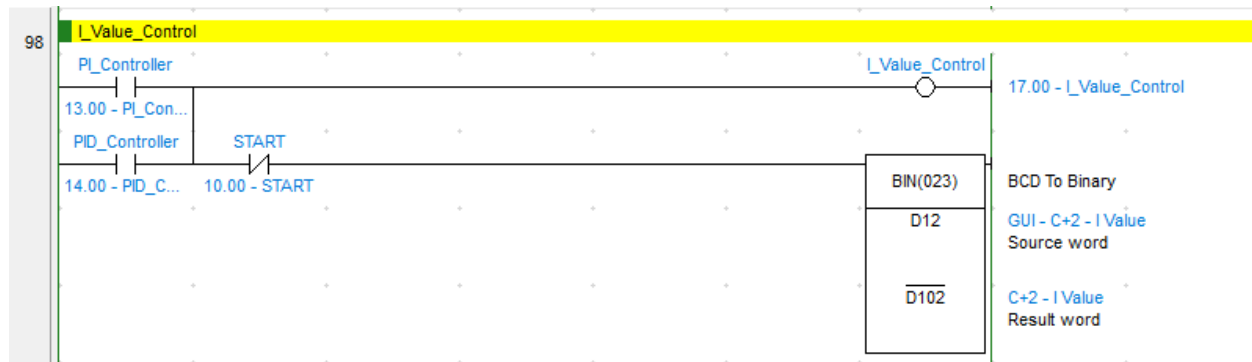 98
I_Value_Control
PI_Controller
I_Value_Control
17.00 - I_Value_Control
13.00 - PI_Con...
PID_Controller
START
14.00 - PID_C...
10.00 - START
BIN(023)
BCD To Binary
D12
GUI - C+2 - I Value
Source word
D102
C+2 - I Value
Result word